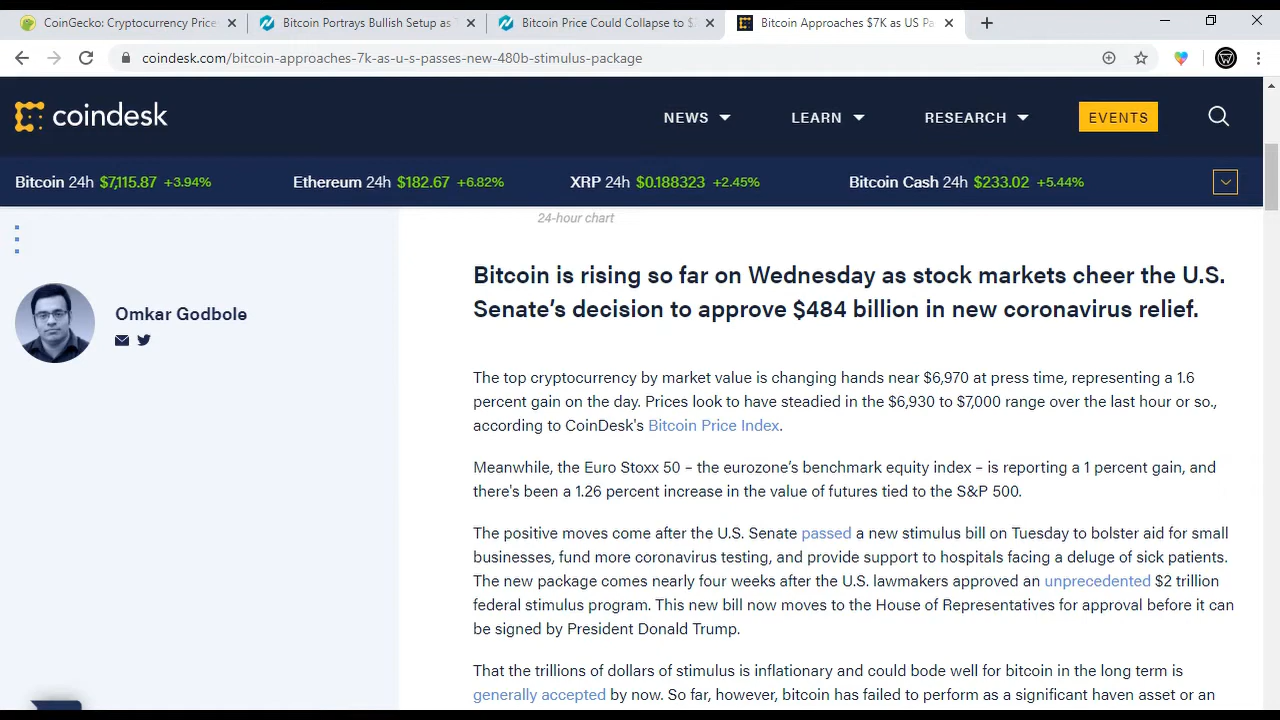 CoinGecko: Cryptocurrency Price
Bitcoin Portrays Bullish Setup as
Bitcoin Price Could Collapse to $
Bitcoin Approaches $7K as US Pa
coindesk.com/bitcoin-approaches-7k-as-u-s-passes-new-480b-stimulus-package
coindesk
NEWS
LEARN
RESEARCH
EVENTS
Bitcoin 24h $7,115.87 +3.94%
Ethereum 24h $182.67 +6.82%
XRP 24h $0.188323 +2.45%
Bitcoin Cash 24h $233.02 +5.44%
24-hour chart
Omkar Godbole
Bitcoin is rising so far on Wednesday as stock markets cheer the U.S.
Senate’s decision to approve $484 billion in new coronavirus relief.
The top cryptocurrency by market value is changing hands near $6,970 at press time, representing a 1.6
percent gain on the day. Prices look to have steadied in the $6,930 to $7,000 range over the last hour or so.,
according to CoinDesk's Bitcoin Price Index.
Meanwhile, the Euro Stoxx 50 – the eurozone’s benchmark equity index – is reporting a 1 percent gain, and
there's been a 1.26 percent increase in the value of futures tied to the S&P 500.
The positive moves come after the U.S. Senate passed a new stimulus bill on Tuesday to bolster aid for small
businesses, fund more coronavirus testing, and provide support to hospitals facing a deluge of sick patients.
The new package comes nearly four weeks after the U.S. lawmakers approved an unprecedented $2 trillion
federal stimulus program. This new bill now moves to the House of Representatives for approval before it can
be signed by President Donald Trump.
That the trillions of dollars of stimulus is inflationary and could bode well for bitcoin in the long term is
generally accepted by now. So far, however, bitcoin has failed to perform as a significant haven asset or an